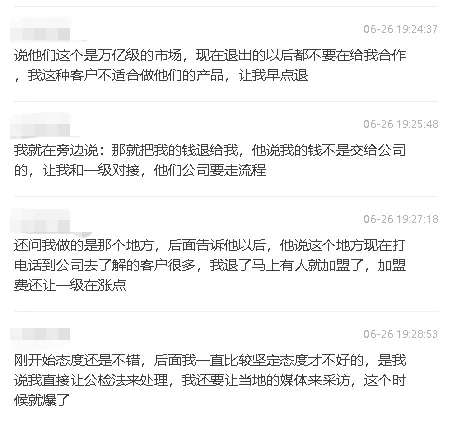 06-26 19:24:37
说他们这个是万亿级的市场，现在退出的以后都不要在给我合作
，我这种客户不适合做他们的产品，让我早点退
06-26 19:25:48
我就在旁边说：那就把我的钱退给我，他说我的钱不是交给公司
的，让我和一级对接，他们公司要走流程
06-26 19:27:18
还问我做的是那个地方，后面告诉他以后，他说这个地方现在打
电话到公司去了解的客户很多，我退了马上有人就加盟了，加盟
费还让一级在涨点
06-26 19:28:53
刚开始态度还是不错，后面我一直比较坚定态度才不好的，是我
说我直接让公检法来处理，我还要让当地的媒体来采访，这个时
候就爆了